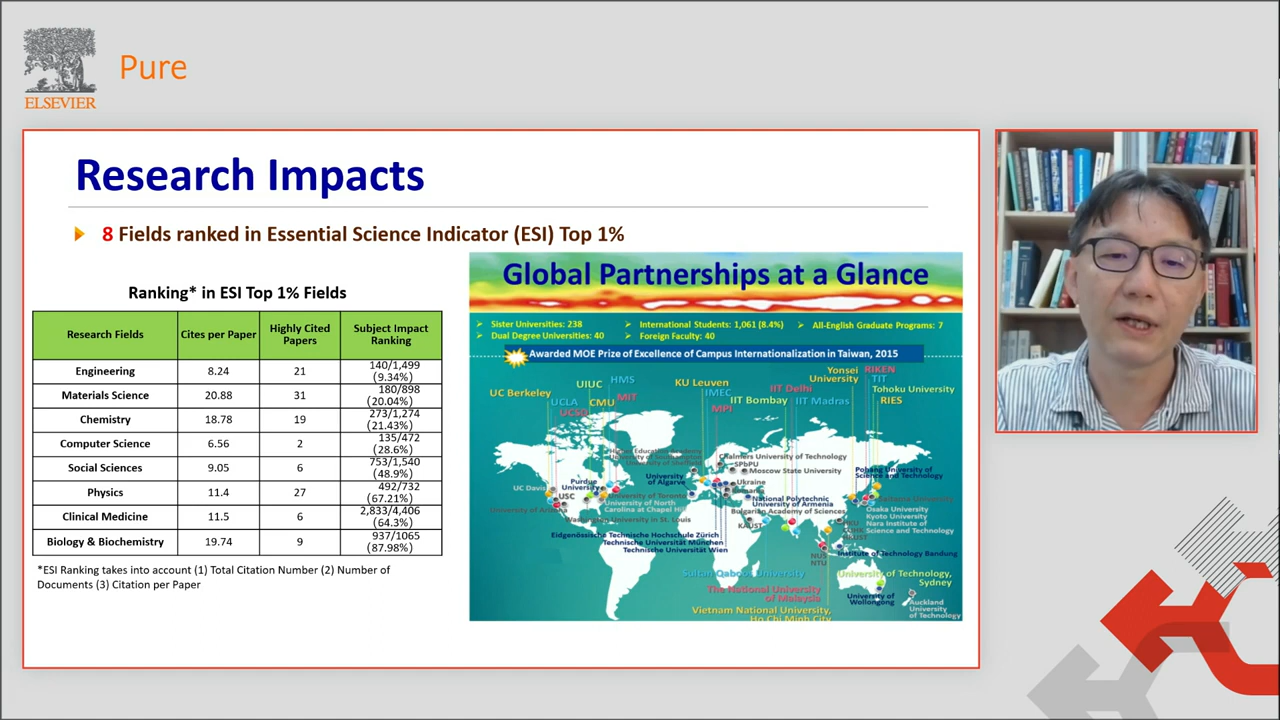 ELSEVIER
Pure
Research Impacts
8 Fields ranked in Essential Science Indicator (ESI) Top 1%
Ranking* in ESI Top 1% Fields
Research Fields Cites per Paper Highly Cited Papers Subject Impact Ranking
Engineering 8.24 21 140/1,499 (9.34%)
Materials Science 20.88 31 180/898 (20.04%)
Chemistry 18.78 19 273/1,274 (21.43%)
Computer Science 6.56 2 135/472 (28.6%)
Social Sciences 9.05 6 753/1,540 (48.9%)
Physics 11.4 27 492/732 (67.21%)
Clinical Medicine 11.5 6 2,833/4,406 (64.3%)
Biology & Biochemistry 19.74 9 937/1065 (87.98%)
*ESI Ranking takes into account (1) Total Citation Number (2) Number of
Documents (3) Citation per Paper
Global Partnerships at a Glance
Sister Universities: 238
International Students: 1,061 (8.4%)
All-English Graduate Programs: 7
Dual Degree Universities: 40
Foreign Faculty: 40
Awarded MOE Prize of Excellence of Campus Internationalization in Taiwan, 2015
UC Berkeley
UCLA
UCSD
UIUC
CMU
HMS
MIT
KU Leuven
IMEC
MPI
IIT Bombay
IIT Delhi
IIT Madras
Yonsei
University
RIKEN
TIT
Tohoku University
RIES
University of Southampton
University of Sheffield
Chalmers University of Technology
SPbPU
Moscow State University
Ukraine
University
of Algarve
UC Davis
USC
Purdue
University
University of Toronto
University of North
Carolina at Chapel Hill
Washington University in St. Louis
National Polytechnic
University of Armenia
Bulgarian Academy of Sciences
KAUST
Pohang University of
Science and Technology
Osaka University
Kyoto University
Nara Institute of
Science and Technology
HKUST
Eidgenössische Technische Hochschule Zürich
Technische Universität München
Technische Universität Wien
NUS
NTU
Institute of Technology Bandung
Sultan Qaboos University
The National University
of Malaysia
Vietnam National University,
Ho Chi Minh City
University of Technology,
Sydney
University of
Wollongong
Auckland
University
of Technology